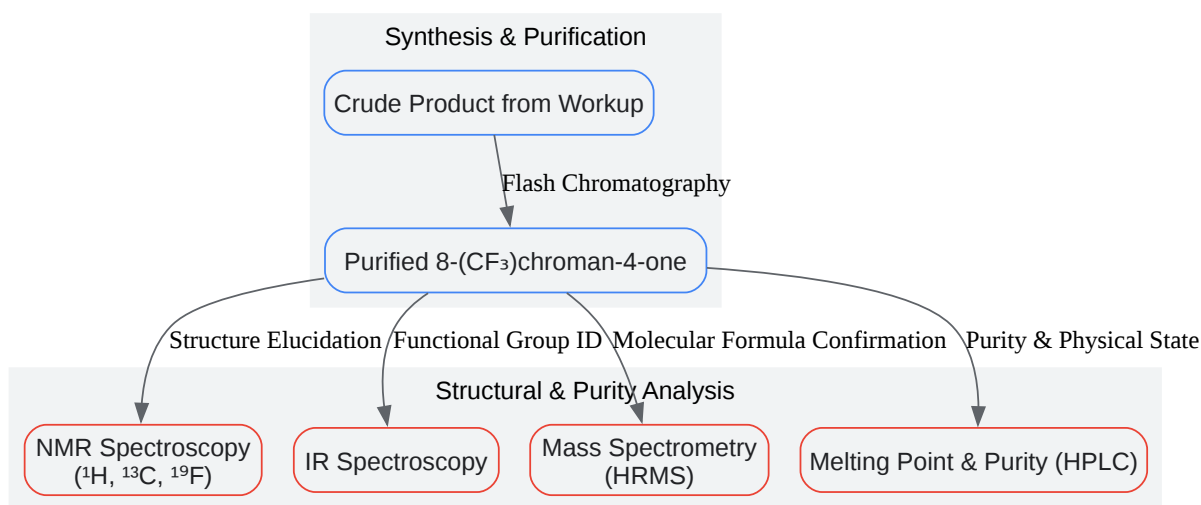 Synthesis & Purification
Crude Product from Workup
Flash Chromatography
Purified 8-(CF₃)chroman-4-one
Structure Elucidation
Functional Group ID
Molecular Formula Confirmation
Purity & Physical State
Structural & Purity Analysis
NMR Spectroscopy
(¹H, ¹³C, ¹⁹F)
IR Spectroscopy
Mass Spectrometry
(HRMS)
Melting Point & Purity (HPLC)